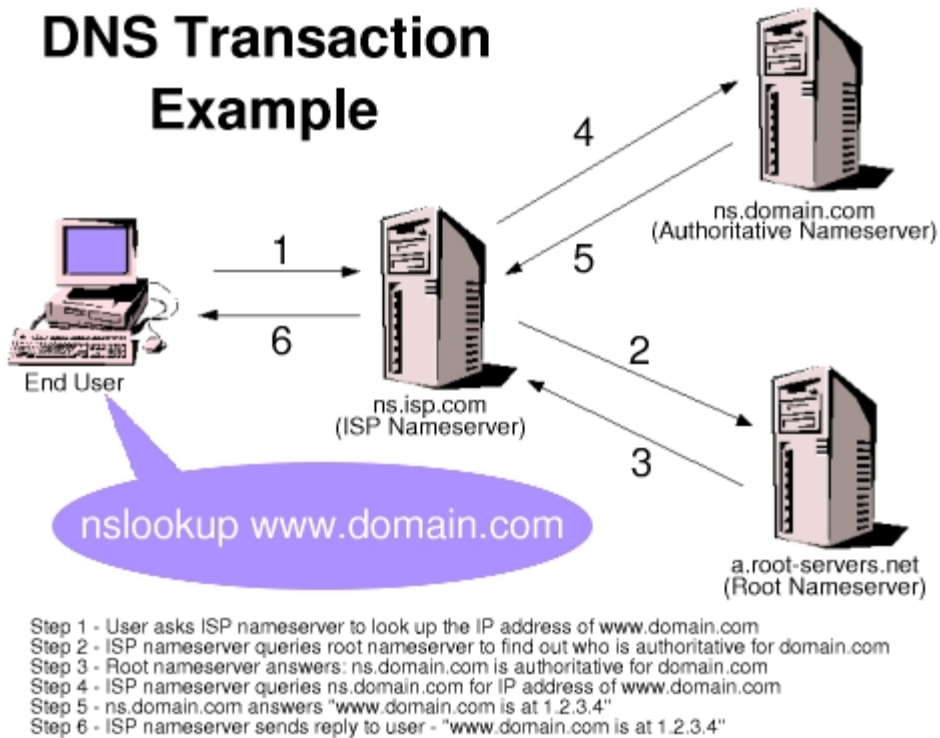 DNS Transaction
Example
4
ns.domain.com
(Authoritative Nameserver)
5
1
6
End User
ns.isp.com
(ISP Nameserver)
2
3
a.root-servers.net
(Root Nameserver)
nslookup www.domain.com
Step 1 - User asks ISP nameserver to look up the IP address of www.domain.com
Step 2 - ISP nameserver queries root nameserver to find out who is authoritative for domain.com
Step 3 - Root nameserver answers: ns.domain.com is authoritative for domain.com
Step 4 - ISP nameserver queries ns.domain.com for IP address of www.domain.com
Step 5 - ns.domain.com answers "www.domain.com is at 1.2.3.4"
Step 6 - ISP nameserver sends reply to user - "www.domain.com is at 1.2.3.4"